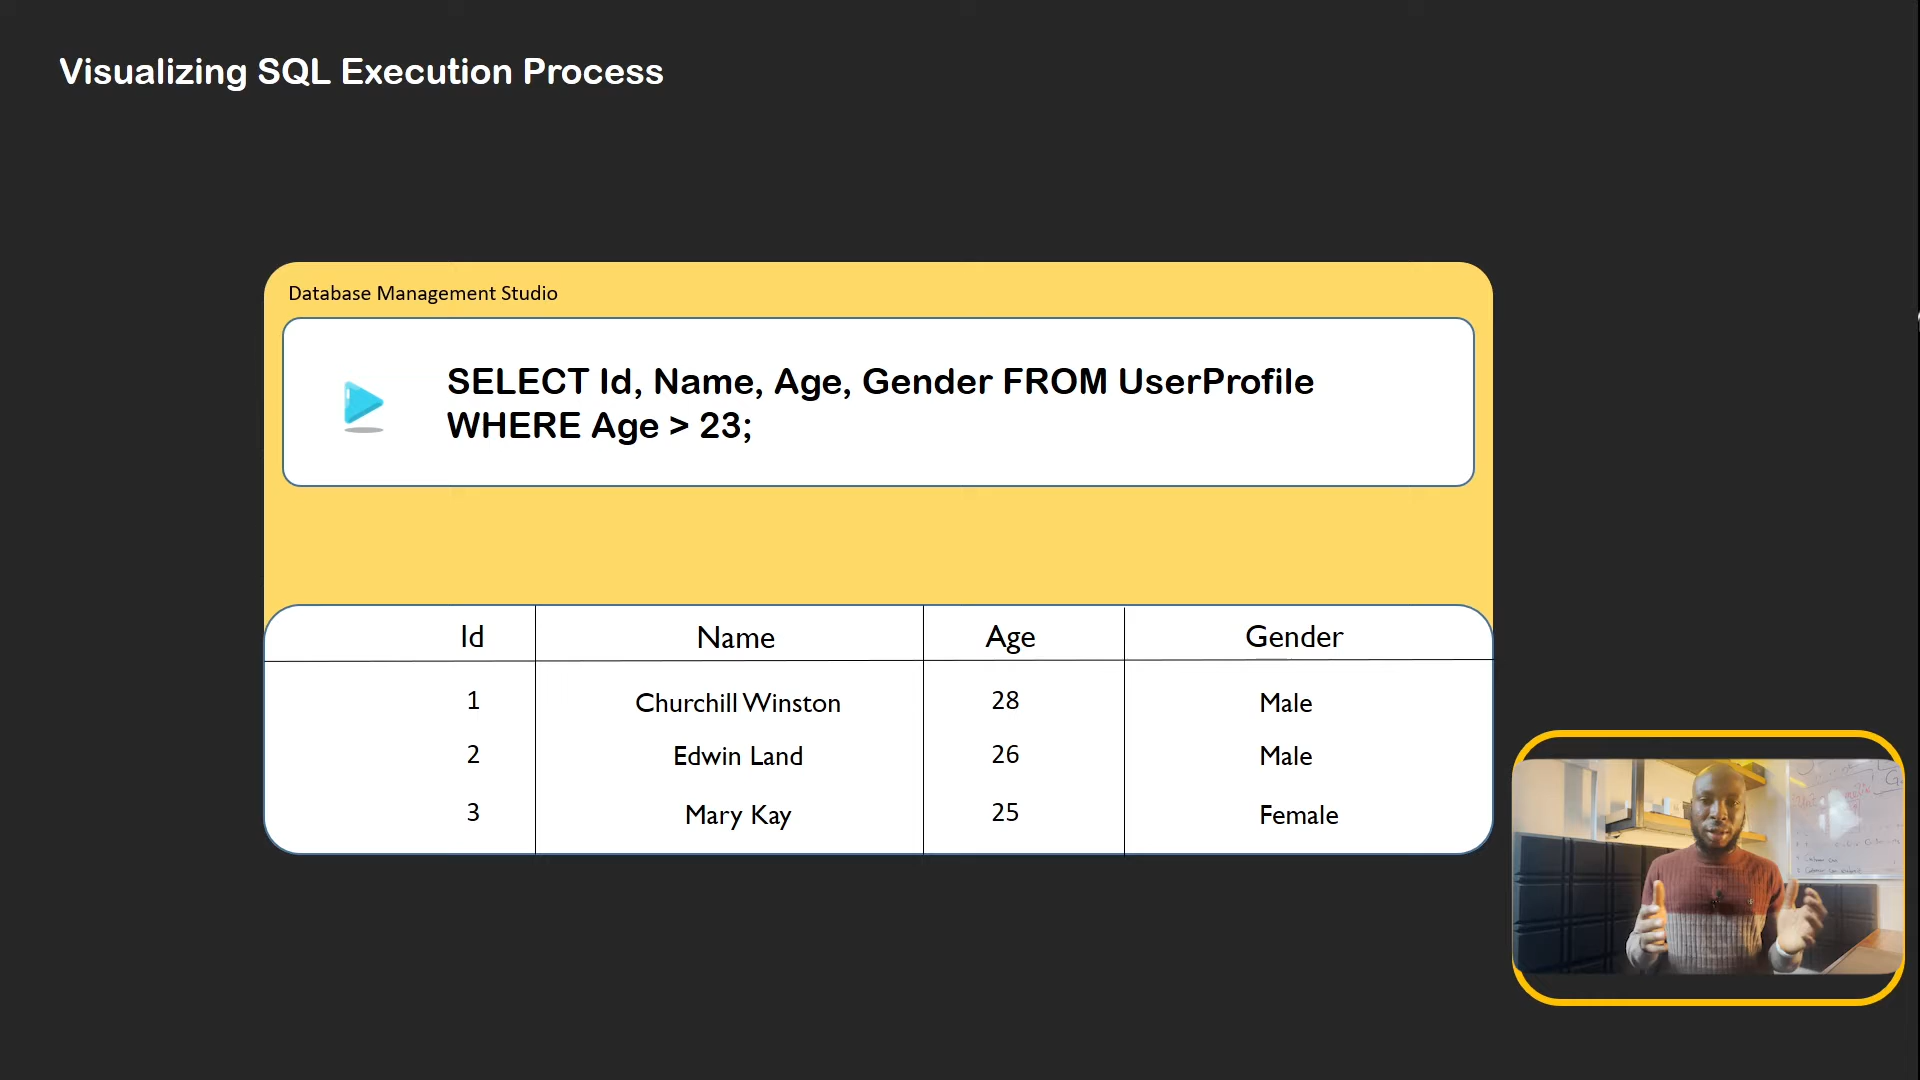 Visualizing SQL Execution Process
Database Management Studio
SELECT Id, Name, Age, Gender FROM UserProfile
WHERE Age > 23;
Id Name Age Gender
1 Churchill Winston 28 Male
2 Edwin Land 26 Male
3 Mary Kay 25 Female